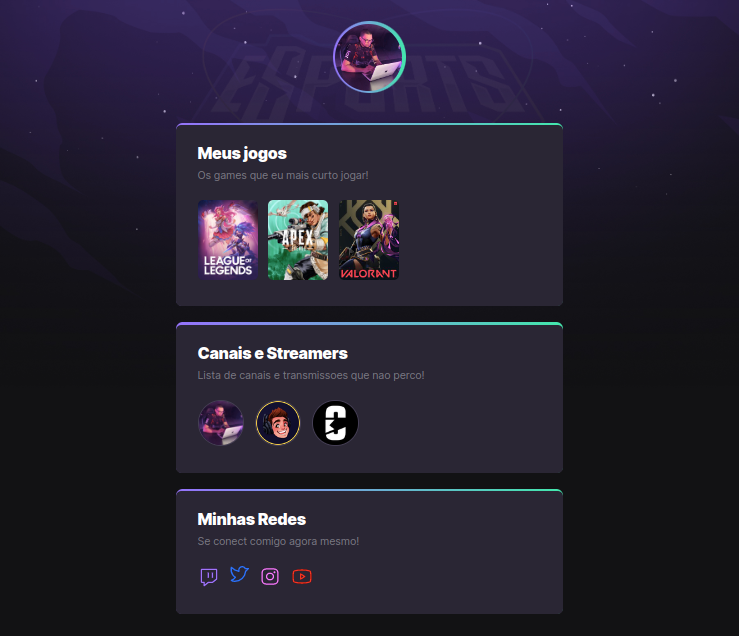 ESPORTS
Meus jogos
Os games que eu mais curto jogar!
LEAGUE OF
LEGENDS
APEX
VALORANT
Canais e Streamers
Lista de canais e transmissoes que nao perco!
Minhas Redes
Se conect comigo agora mesmo!